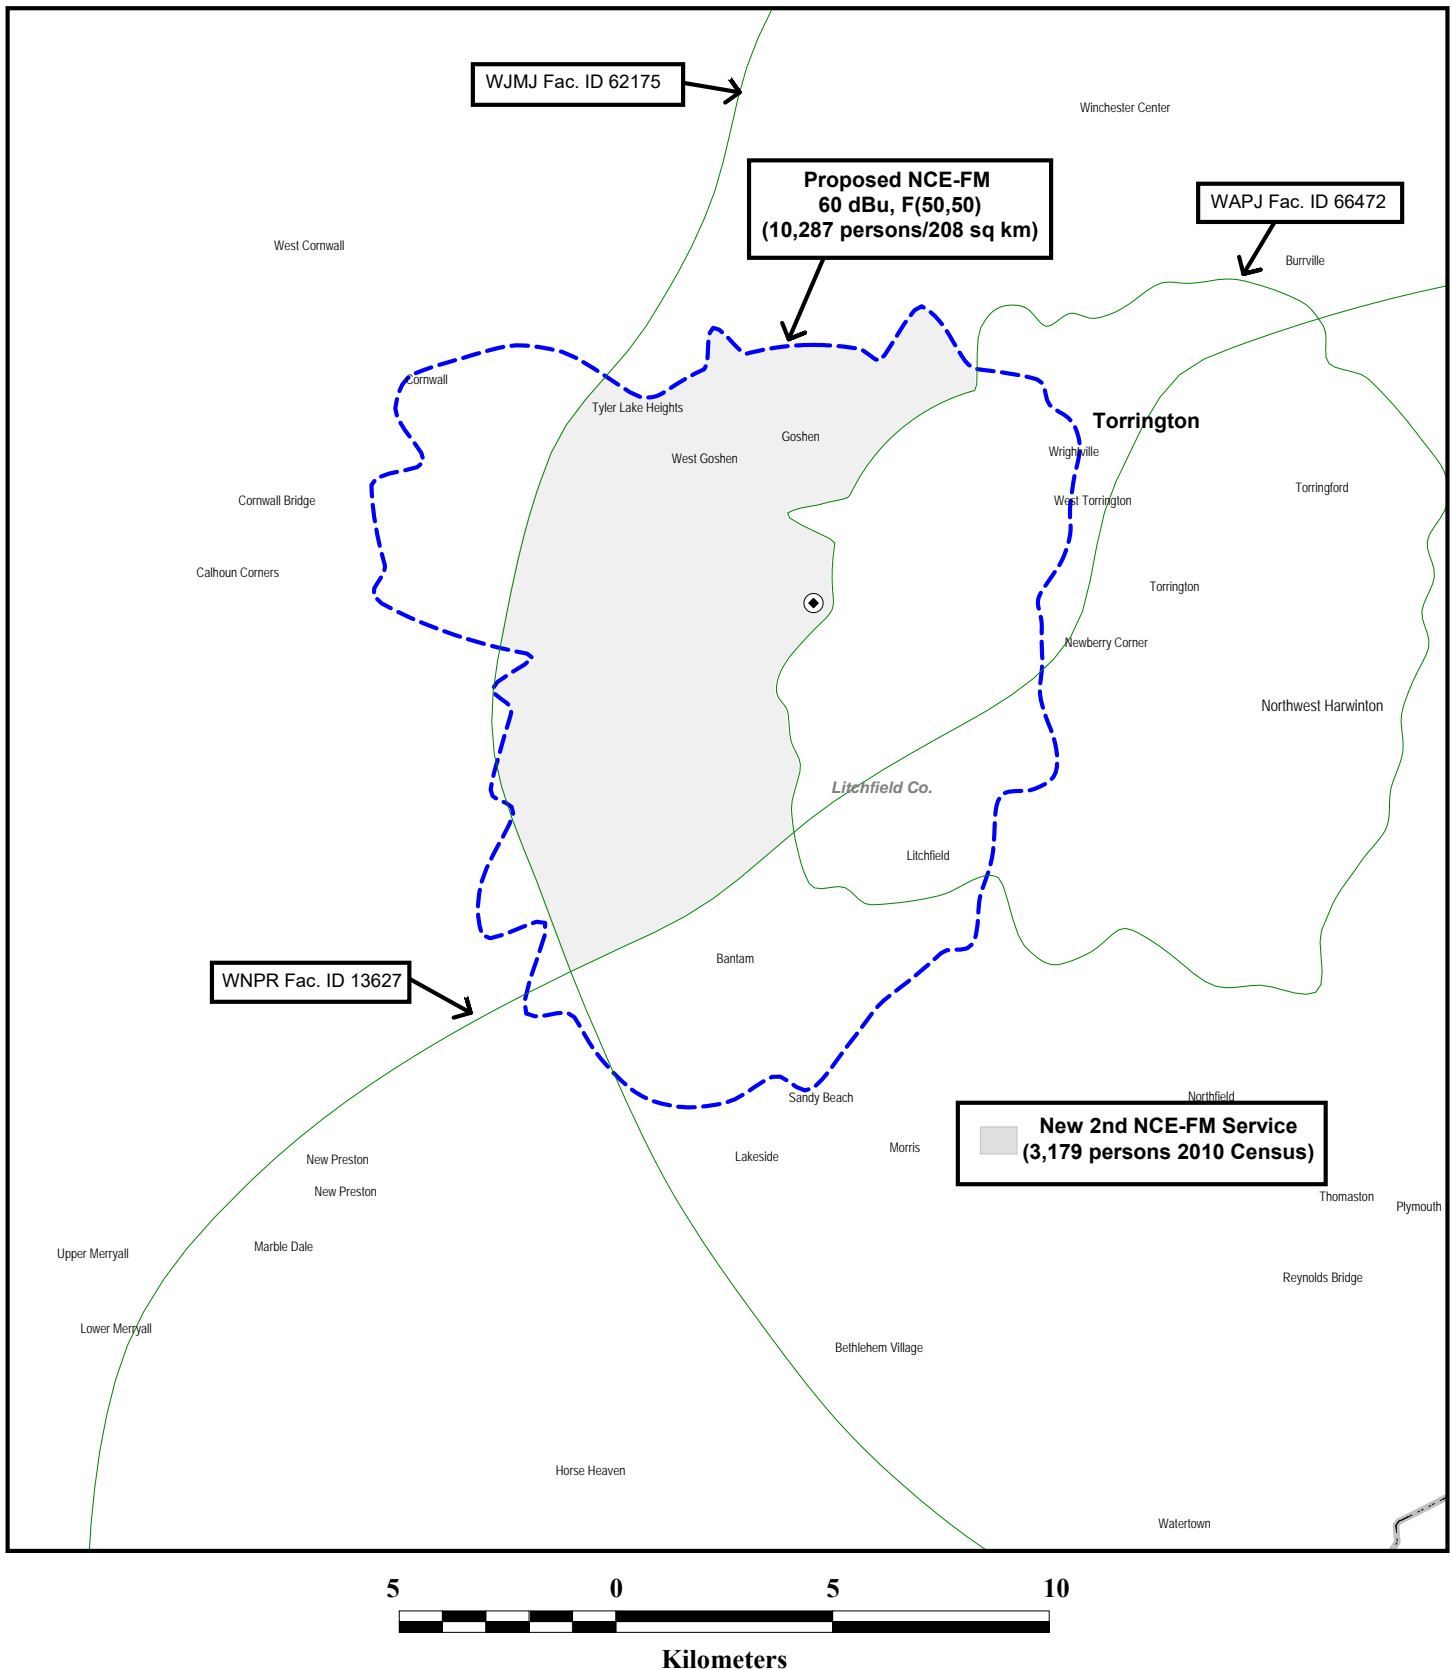 WJMJ Fac. ID 62175
Winchester Center
Proposed NCE-FM
60 dBu, F(50,50)
(10,287 persons/208 sq km)
WAPJ Fac. ID 66472
West Cornwall
Burrville
Cornwall
Tyler Lake Heights
Torrington
Goshen
Wrightville
West Goshen
Torringford
Cornwall Bridge
West Torrington
Calhoun Corners
Torrington
Newberry Corner
Northwest Harwinton
Litchfield Co.
Litchfield
Bantam
WNPR Fac. ID 13627
Sandy Beach
Northfield
New 2nd NCE-FM Service
(3,179 persons 2010 Census)
Morris
Lakeside
New Preston
New Preston
Thomaston
Plymouth
Marble Dale
Upper Merryall
Reynolds Bridge
Lower Merryall
Bethlehem Village
Horse Heaven
Watertown
5 0 5 10
Kilometers